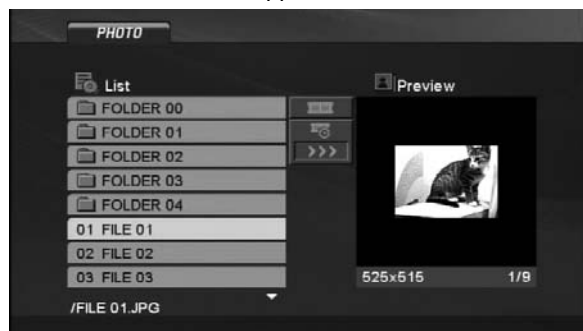 PHOTO
List
Preview
FOLDER 00
FOLDER 01
>>>
FOLDER 02
FOLDER 03
FOLDER 04
01 FILE 01
02 FILE 02
03 FILE 03
525x515 1/9
/FILE 01.JPG